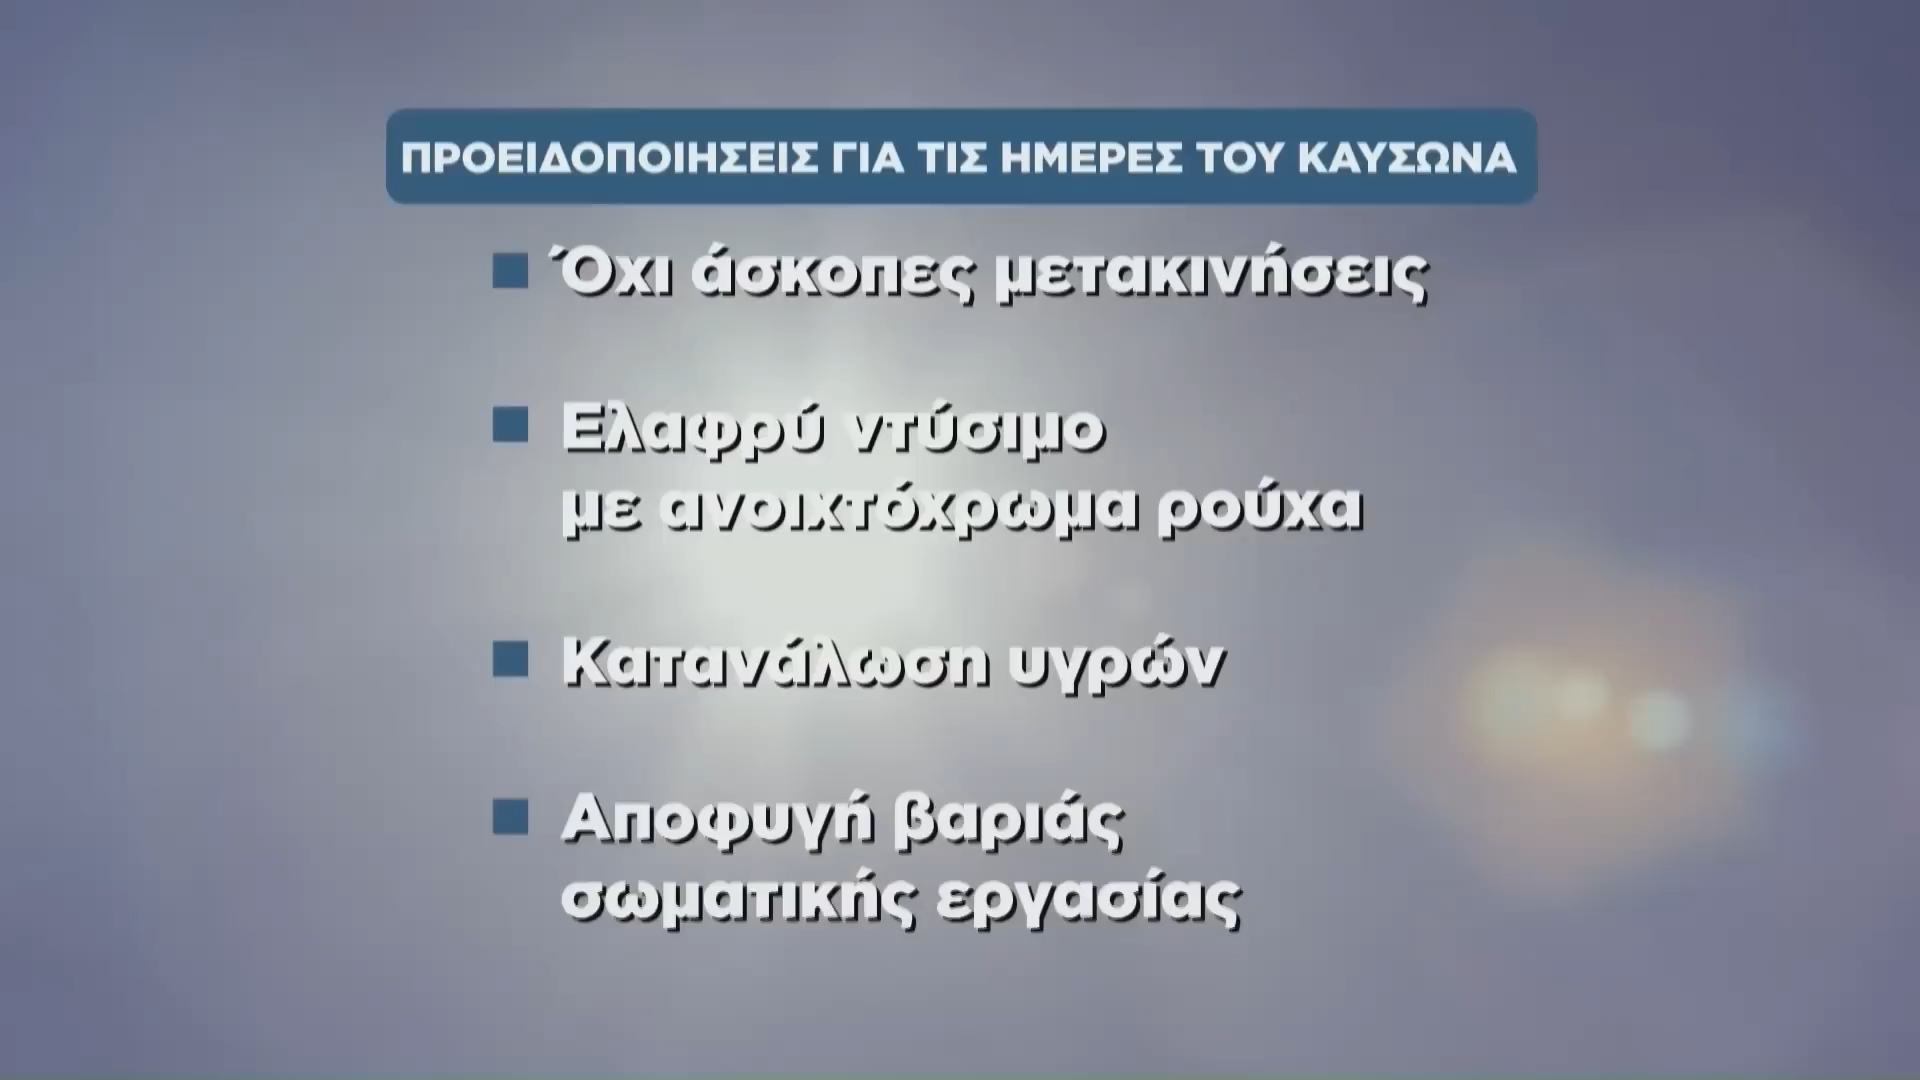 ΠΡΟΕΙΔΟΠΟΙΗΣΕΙΣ ΓΙΑ ΤΙΣ ΗΜΕΡΕΣ ΤΟΥ ΚΑΥΣΩΝΑ
Όχι άσκοπες μετακινήσεις
Ελαφρύ ντύσιμο
με ανοιχτόχρωμα ρούχα
Κατανάλωση υγρών
Αποφυγή βαριάς
σωματικής εργασίας